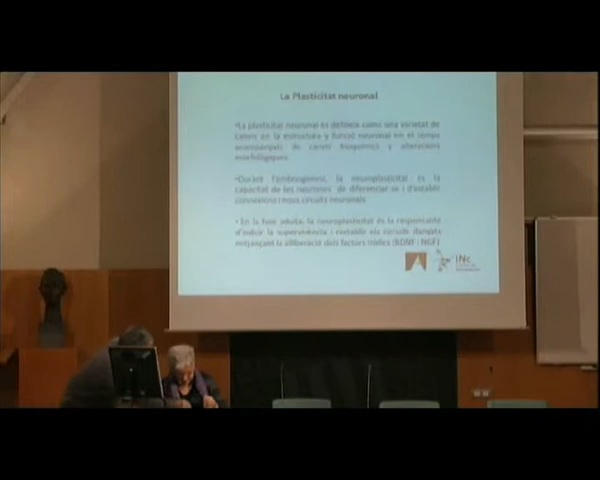 La Plasticitat neuronal
•La plasticitat neuronal es defineix como una varietat de
canvis en la estructura y funció neuronal en el tempo
acompanyats de canvis bioquímics y alteracions
morfològiques.
•Durant l'embriogènesi, la neuroplasticitat és la
capacitat de les neurones de diferenciar se i d'establir
connexions i nous circuits neuronals
• En la fase adulta, la neuroplasticitat és la responsable
d'induir la supervivència i restablir els circuits danyats
mitjançant la alliberació dels factors tròfics (BDNF i NGF)
INc